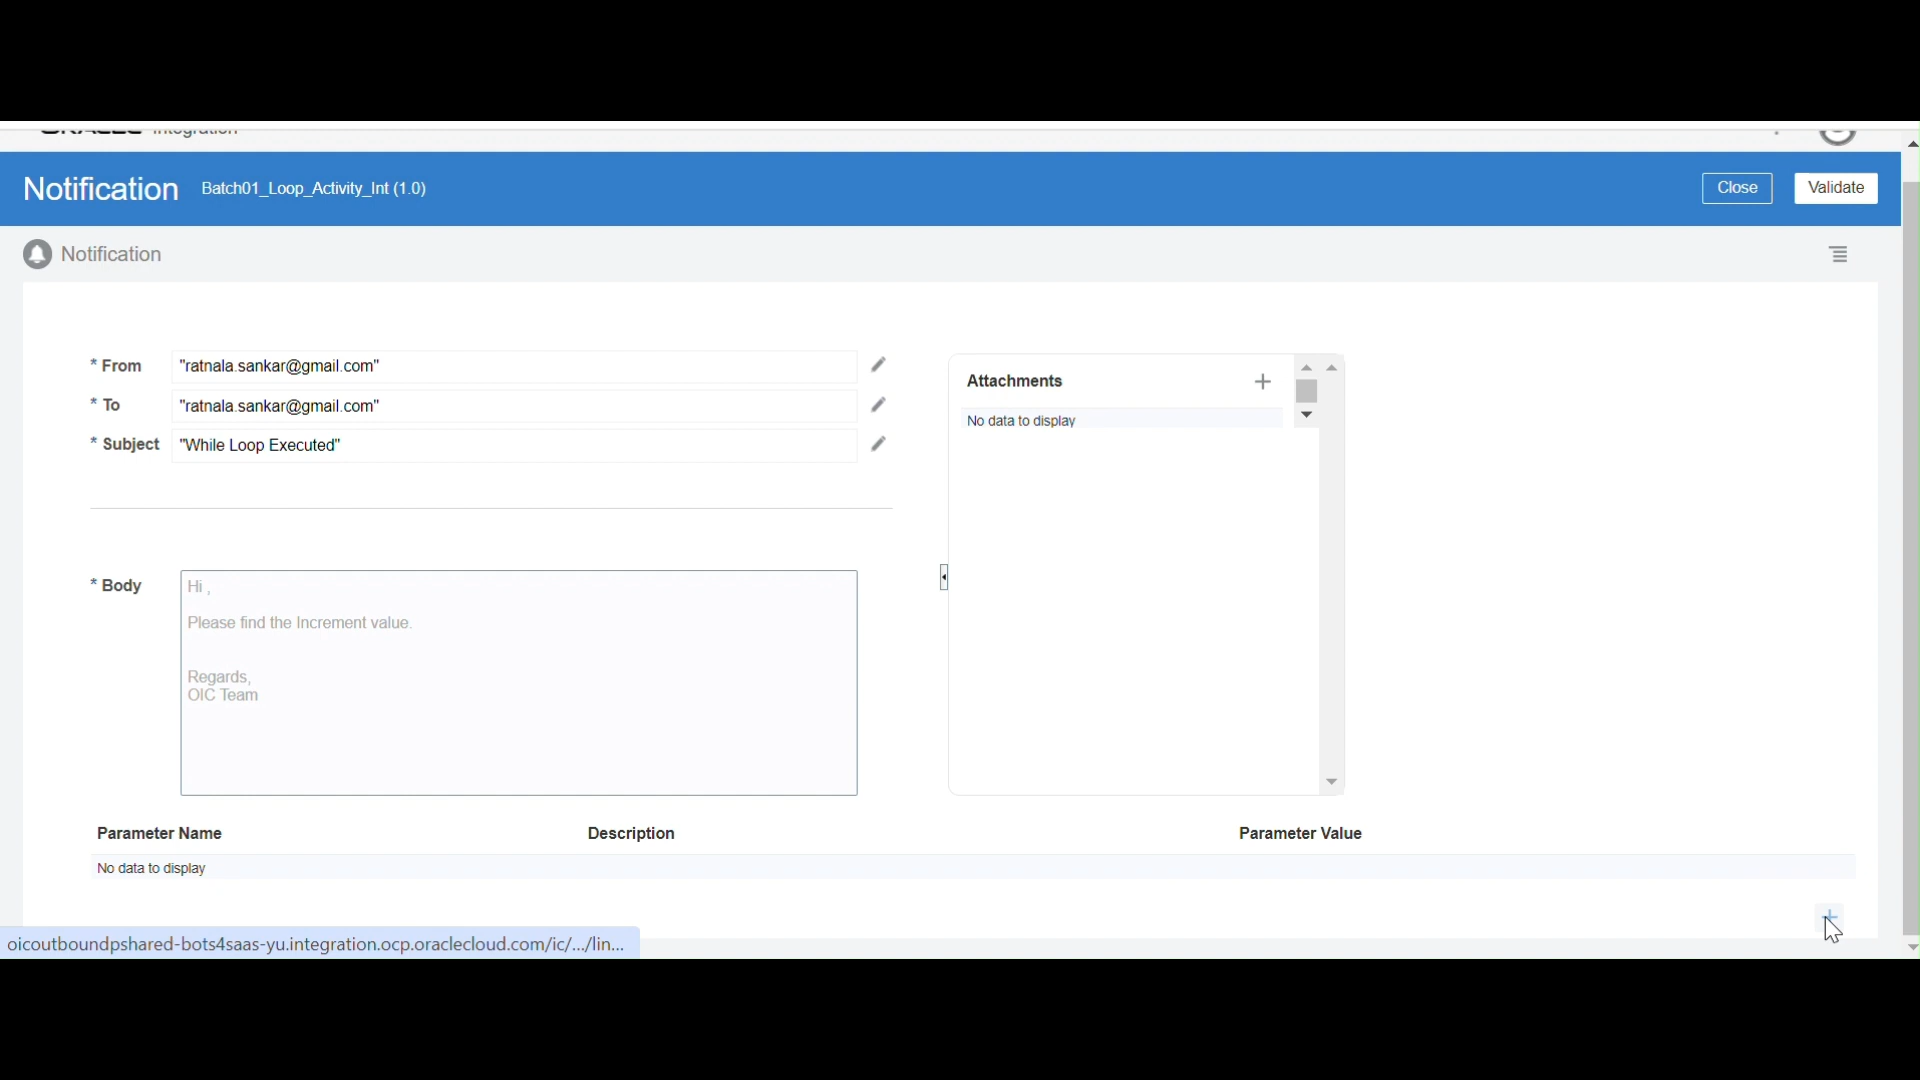 Notification Batch01_Loop_Activity_Int (1.0) Close Validate
Notification
* From "ratnala.sankar@gmail.com"
* To "ratnala.sankar@gmail.com"
* Subject "While Loop Executed"
Attachments
No data to display
* Body Hi ,
Please find the Increment value.
Regards,
OIC Team
Parameter Name Description Parameter Value
No data to display
oicoutboundpshared-bots4saas-yu.integration.ocp.oraclecloud.com/ic/.../lin...